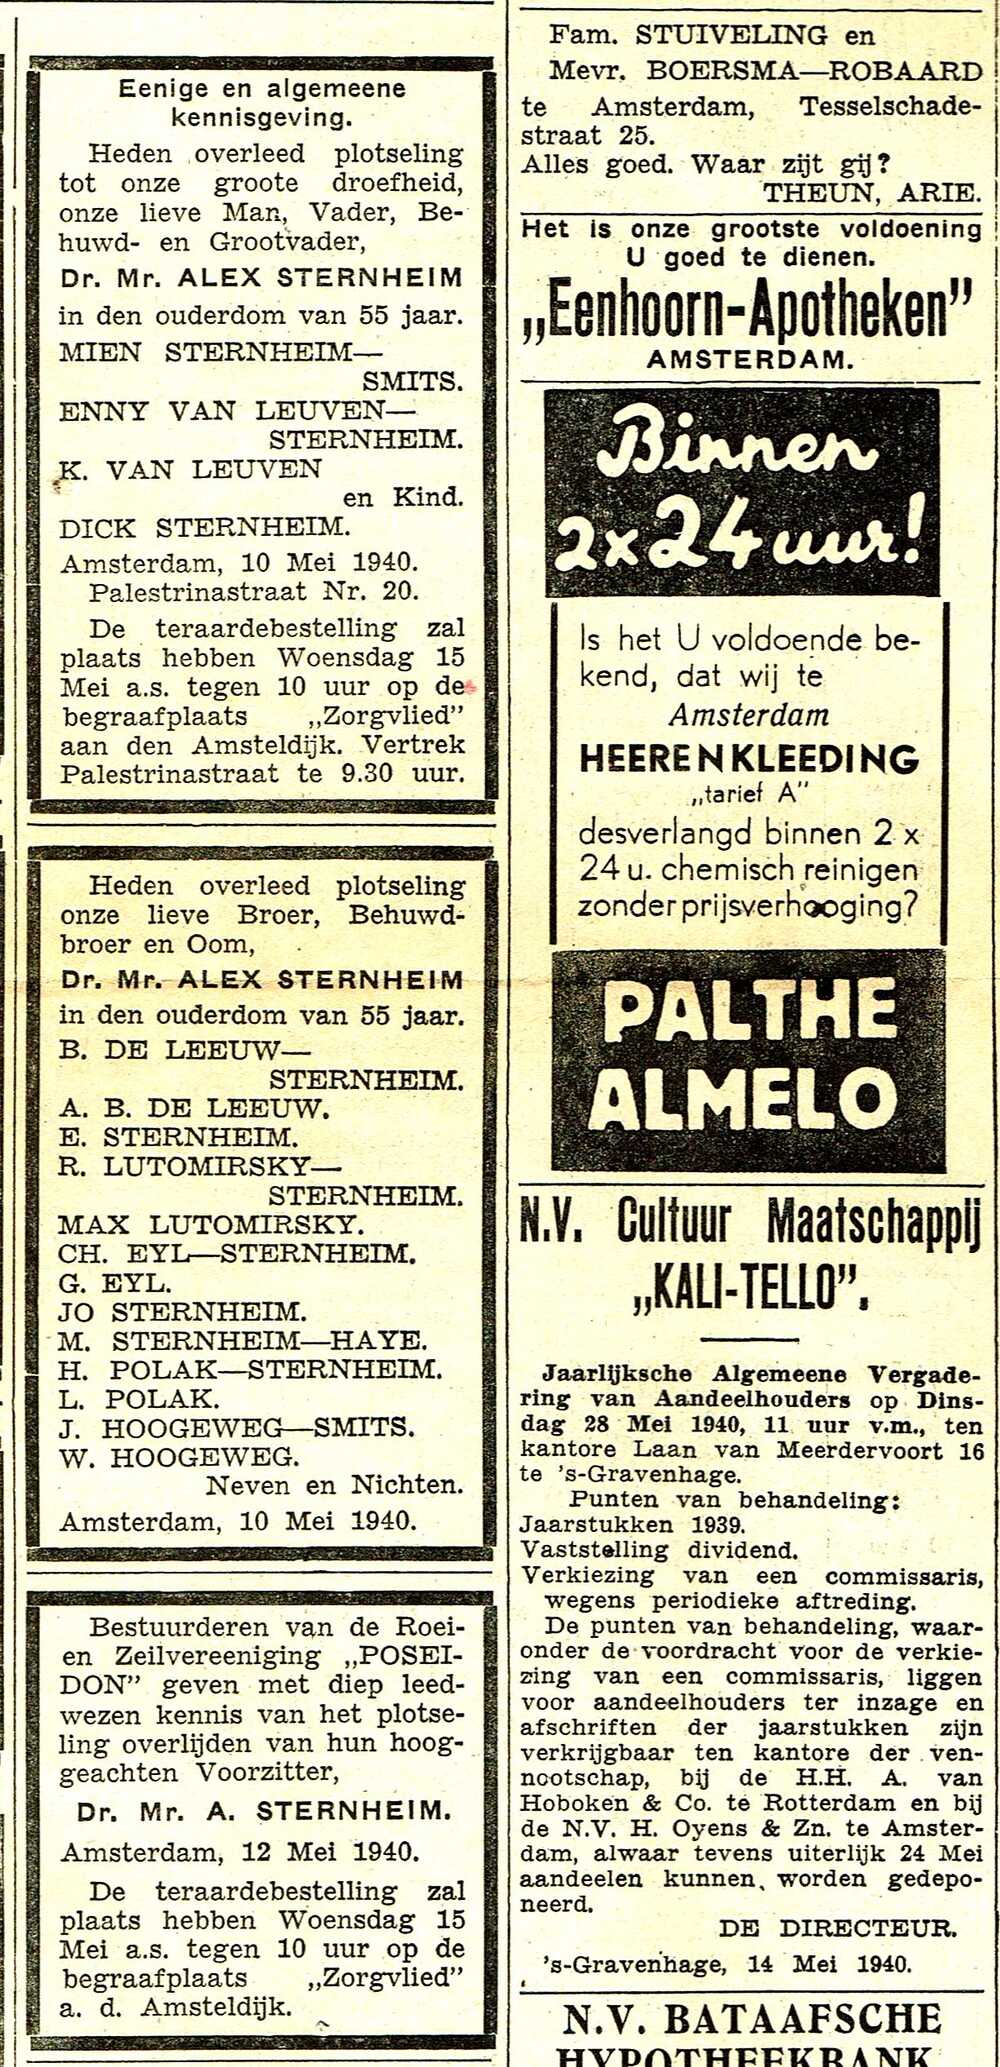 Eenige en algemeene
kennisgeving.
Heden overleed plotseling
tot onze groote droefheid,
onze lieve Man, Vader, Be-
huwd- en Grootvader,
Dr. Mr. ALEX STERNHEIM
in den ouderdom van 55 jaar.
MIEN STERNHEIM—
SMITS.
ENNY VAN LEUVEN—
STERNHEIM.
K. VAN LEUVEN
en Kind.
DICK STERNHEIM.
Amsterdam, 10 Mei 1940.
Palestrinastraat Nr. 20.
De teraardebestelling zal
plaats hebben Woensdag 15
Mei a.s. tegen 10 uur op de
begraafplaats „Zorgvlied”
aan den Amsteldijk. Vertrek
Palestrinastraat te 9.30 uur.
Heden overleed plotseling
onze lieve Broer, Behuwd-
broer en Oom,
Dr. Mr. ALEX STERNHEIM
in den ouderdom van 55 jaar.
B. DE LEEUW—
STERNHEIM.
A. B. DE LEEUW.
E. STERNHEIM.
R. LUTOMIRSKY—
STERNHEIM.
MAX LUTOMIRSKY.
CH. EYL—STERNHEIM.
G. EYL.
JO STERNHEIM.
M. STERNHEIM—HAYE.
H. POLAK—STERNHEIM.
L. POLAK.
J. HOOGEWEG—SMITS.
W. HOOGEWEG.
Neven en Nichten.
Amsterdam, 10 Mei 1940.
Bestuurderen van de Roei-
en Zeilvereeniging „POSEI-
DON” geven met diep leed-
wezen kennis van het plotse-
ling overlijden van hun hoog-
geachten Voorzitter,
Dr. Mr. A. STERNHEIM.
Amsterdam, 12 Mei 1940.
De teraardebestelling zal
plaats hebben Woensdag 15
Mei a.s. tegen 10 uur op de
begraafplaats „Zorgvlied”
a. d. Amsteldijk.
Fam. STUIVELING en
Mevr. BOERSMA—ROBAARD
te Amsterdam, Tesselschade-
straat 25.
Alles goed. Waar zijt gij?
THEUN, ARIE.
Het is onze grootste voldoening
U goed te dienen.
„Eenhoorn-Apotheken”
AMSTERDAM.
Binnen
2x24 uur!
Is het U voldoende be-
kend, dat wij te
Amsterdam
HEERENKLEEDING
„tarief A”
desverlangd binnen 2 x
24 u. chemisch reinigen
zonder prijsverhooging?
PALTHE
ALMELO
N.V. Cultuur Maatschappij
„KALI-TELLO”.
Jaarlijksche Algemeene Vergade-
ring van Aandeelhouders op Dins-
dag 28 Mei 1940, 11 uur v.m., ten
kantore Laan van Meerdervoort 16
te 's-Gravenhage.
Punten van behandeling:
Jaarstukken 1939.
Vaststelling dividend.
Verkiezing van een commissaris,
wegens periodieke aftreding.
De punten van behandeling, waar-
onder de voordracht voor de verkie-
zing van een commissaris, liggen
voor aandeelhouders ter inzage en
afschriften der jaarstukken zijn
verkrijgbaar ten kantore der ven-
nootschap, bij de H.H. A. van
Hoboken & Co. te Rotterdam en bij
de N.V. H. Oyens & Zn. te Amster-
dam, alwaar tevens uiterlijk 24 Mei
aandeelen kunnen worden gedepo-
neerd.
DE DIRECTEUR.
's-Gravenhage, 14 Mei 1940.
N.V. BATAAFSCHE
HYPOTHEEKBANK